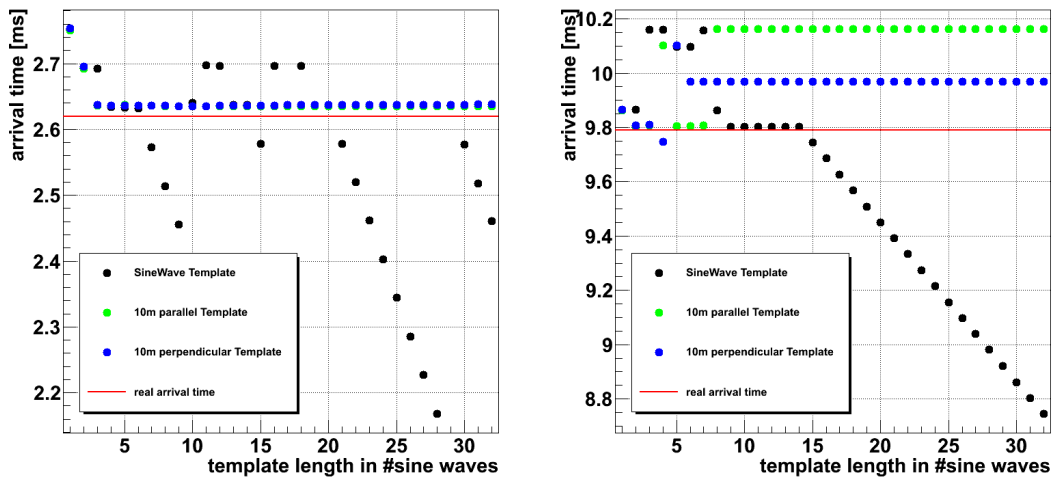 arrival time [ms]
2.7
2.6
2.5
2.4
2.3
2.2
SineWave Template
10m parallel Template
10m perpendicular Template
real arrival time
5 10 15 20 25 30
template length in #sine waves
arrival time [ms]
10.2
10
9.8
9.6
9.4
9.2
9
8.8
SineWave Template
10m parallel Template
10m perpendicular Template
real arrival time
5 10 15 20 25 30
template length in #sine waves